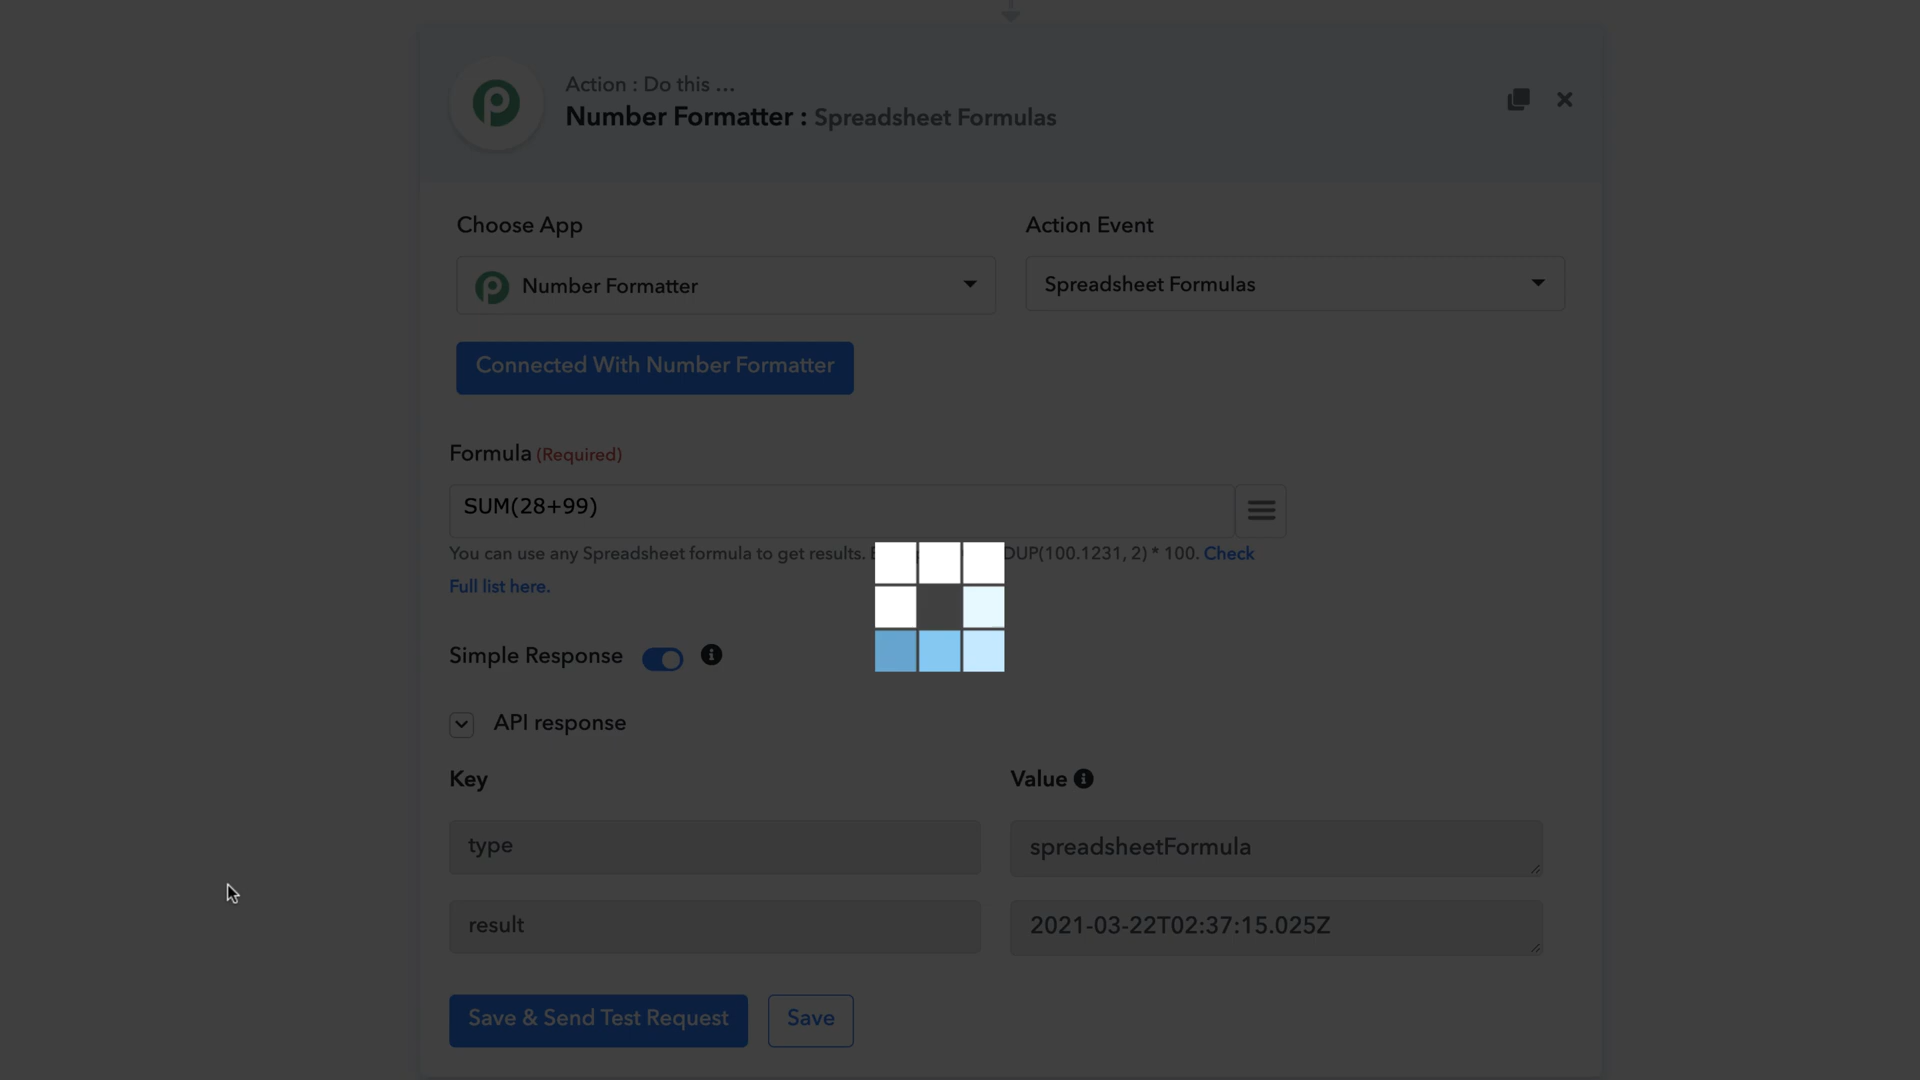 Action : Do this ...
Number Formatter : Spreadsheet Formulas
Choose App
Action Event
Number Formatter
Spreadsheet Formulas
Connected With Number Formatter
Formula (Required)
SUM(28+99)
You can use any Spreadsheet formula to get results. DUP(100.1231, 2) * 100. Check
Full list here.
Simple Response
API response
Key
Value
type
spreadsheetFormula
result
2021-03-22T02:37:15.025Z
Save & Send Test Request
Save